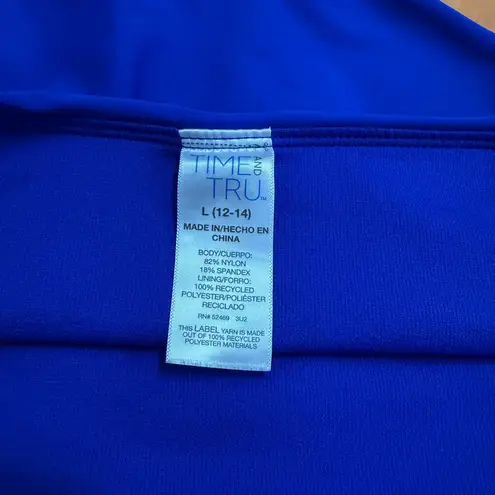 TIME AND
TRU™
L (12-14)
MADE IN/HECHO EN
CHINA
BODY/CUERPO:
82% NYLON
18% SPANDEX
LINING/FORRO:
100% RECYCLED
POLYESTER/POLIÉSTER
RECICLADO
RN# 52469 3U2
THIS LABEL YARN IS MADE
OUT OF 100% RECYCLED
POLYESTER MATERIALS